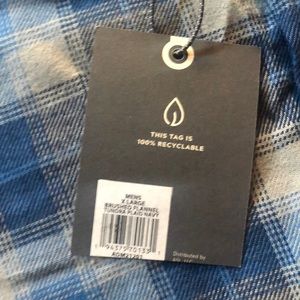 THIS TAG IS
100% RECYCLABLE
MENS
X LARGE
BRUSHED FLANNEL
TUNDRA PLAID NAVY
Distributed by